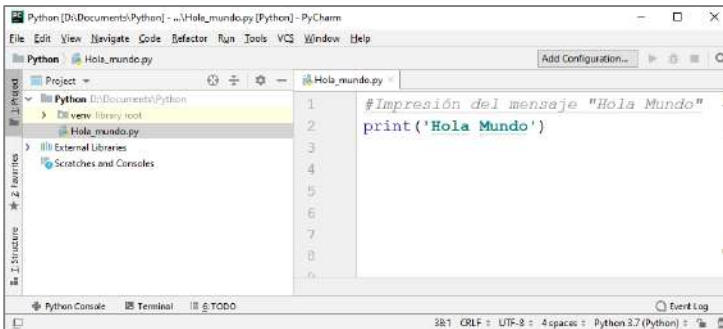 Python [D:\Documents\Python] - ...\Hola_mundo.py [Python] - PyCharm
File Edit View Navigate Code Refactor Run Tools VCS Window Help
Python Hola_mundo.py Add Configuration...
1: Project
Project
Hola_mundo.py
Python D:\Documents\Python
venv library root
Hola_mundo.py
External Libraries
Scratches and Consoles
2: Favorites
Z: Structure
1 #Impresión del mensaje "Hola Mundo"
2 print('Hola Mundo')
3
4
5
6
7
8
9
Python Console Terminal 6: TODO Event Log
38:1 CRLF UTF-8 4 spaces Python 3.7 (Python)